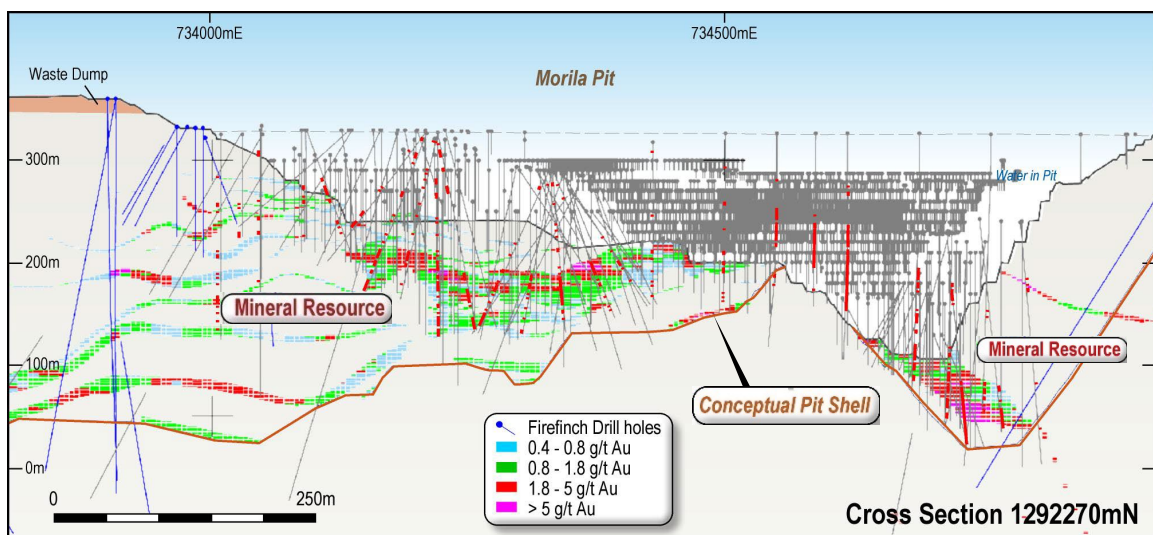 734000mE
734500mE
Waste Dump
Morila Pit
300m
Water in Pit
200m
Mineral Resource
100m
Mineral Resource
Conceptual Pit Shell
Firefinch Drill holes
0.4 - 0.8 g/t Au
0.8 - 1.8 g/t Au
1.8 - 5 g/t Au
> 5 g/t Au
0m
0
250m
Cross Section 1292270mN